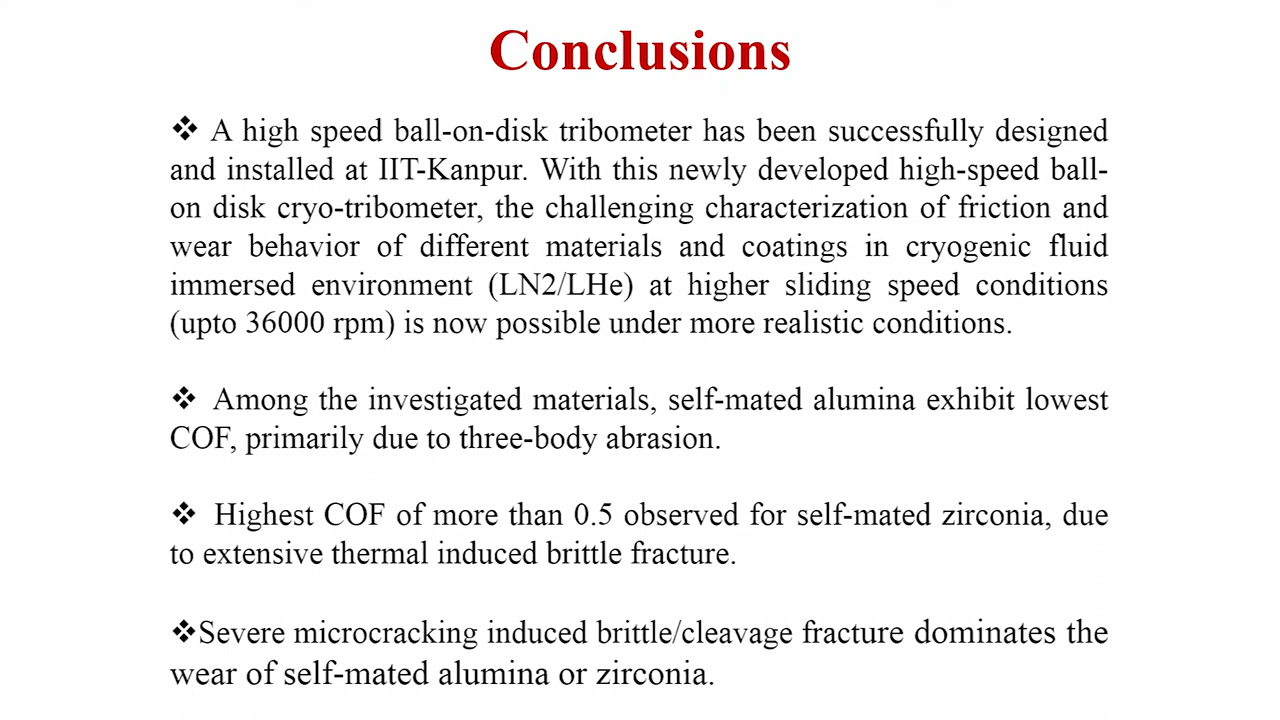 Conclusions
❖ A high speed ball-on-disk tribometer has been successfully designed
and installed at IIT-Kanpur. With this newly developed high-speed ball-
on disk cryo-tribometer, the challenging characterization of friction and
wear behavior of different materials and coatings in cryogenic fluid
immersed environment (LN2/LHe) at higher sliding speed conditions
(upto 36000 rpm) is now possible under more realistic conditions.
❖ Among the investigated materials, self-mated alumina exhibit lowest
COF, primarily due to three-body abrasion.
❖ Highest COF of more than 0.5 observed for self-mated zirconia, due
to extensive thermal induced brittle fracture.
❖Severe microcracking induced brittle/cleavage fracture dominates the
wear of self-mated alumina or zirconia.